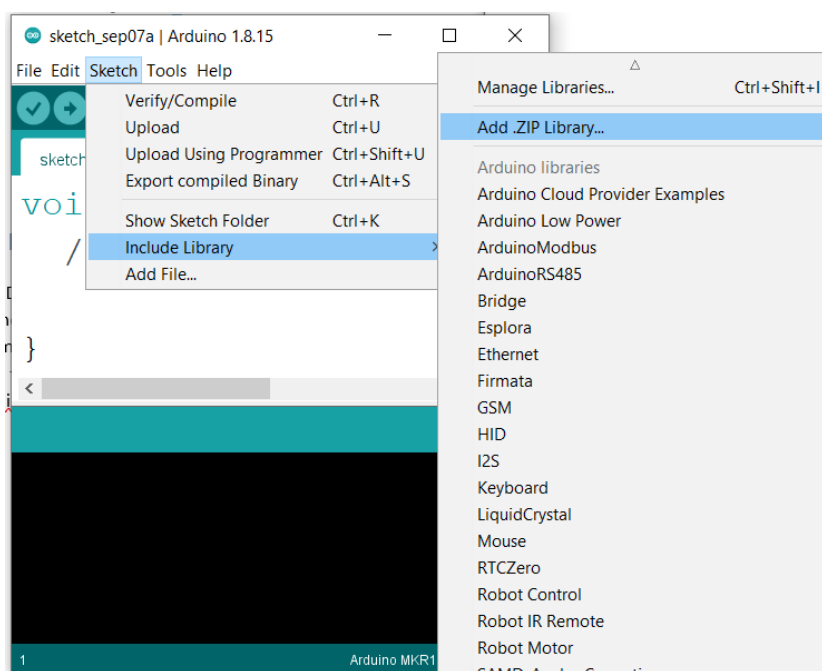 sketch_sep07a | Arduino 1.8.15
File Edit Sketch Tools Help
Verify/Compile Ctrl+R
Upload Ctrl+U
Upload Using Programmer Ctrl+Shift+U
Export compiled Binary Ctrl+Alt+S
Show Sketch Folder Ctrl+K
Include Library >
Add File...
sketch
voi
/
}
1
Arduino MKR1
Manage Libraries... Ctrl+Shift+I
Add .ZIP Library...
Arduino libraries
Arduino Cloud Provider Examples
Arduino Low Power
ArduinoModbus
ArduinoRS485
Bridge
Esplora
Ethernet
Firmata
GSM
HID
I2S
Keyboard
LiquidCrystal
Mouse
RTCZero
Robot Control
Robot IR Remote
Robot Motor